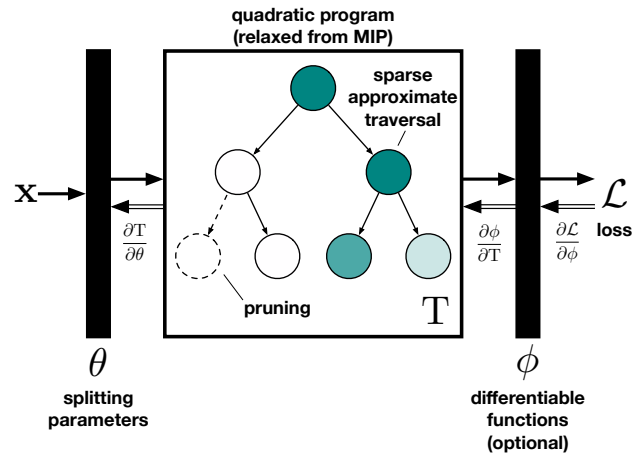 quadratic program
(relaxed from MIP)
sparse
approximate
traversal
x
∂T
∂θ
pruning
T
∂φ
∂T
∂ℒ
∂φ
ℒ
loss
θ
splitting
parameters
ϕ
differentiable
functions
(optional)